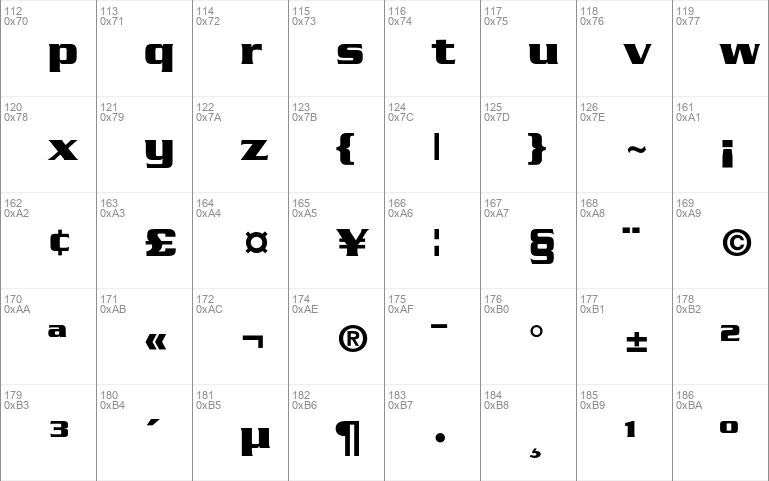 112 113 114 115 116 117 118 119
0x70 0x71 0x72 0x73 0x74 0x75 0x76 0x77
p q r s t u v w
120 121 122 123 124 125 126 161
0x78 0x79 0x7A 0x7B 0x7C 0x7D 0x7E 0xA1
x y z { | } ~ ¡
162 163 164 165 166 167 168 169
0xA2 0xA3 0xA4 0xA5 0xA6 0xA7 0xA8 0xA9
¢ £ ¤ ¥ ¦ § ¨ ©
170 171 172 174 175 176 177 178
0xAA 0xAB 0xAC 0xAE 0xAF 0xB0 0xB1 0xB2
ª « ¬ ® ¯ ° ± ²
179 180 181 182 183 184 185 186
0xB3 0xB4 0xB5 0xB6 0xB7 0xB8 0xB9 0xBA
³ ´ µ ¶ · ¸ ¹ º